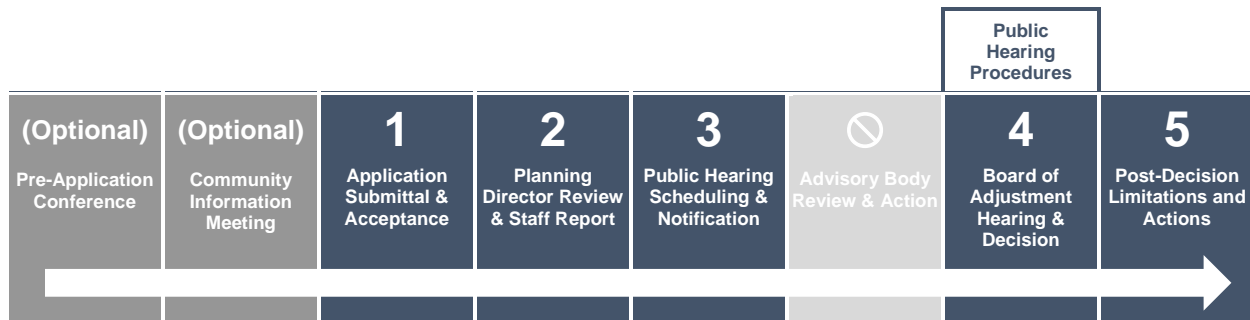 Public
Hearing
Procedures
(Optional)
Pre-Application
Conference
(Optional)
Community
Information
Meeting
1
Application
Submittal &
Acceptance
2
Planning
Director Review
& Staff Report
3
Public Hearing
Scheduling &
Notification
Advisory Body
Review & Action
4
Board of
Adjustment
Hearing &
Decision
5
Post-Decision
Limitations and
Actions